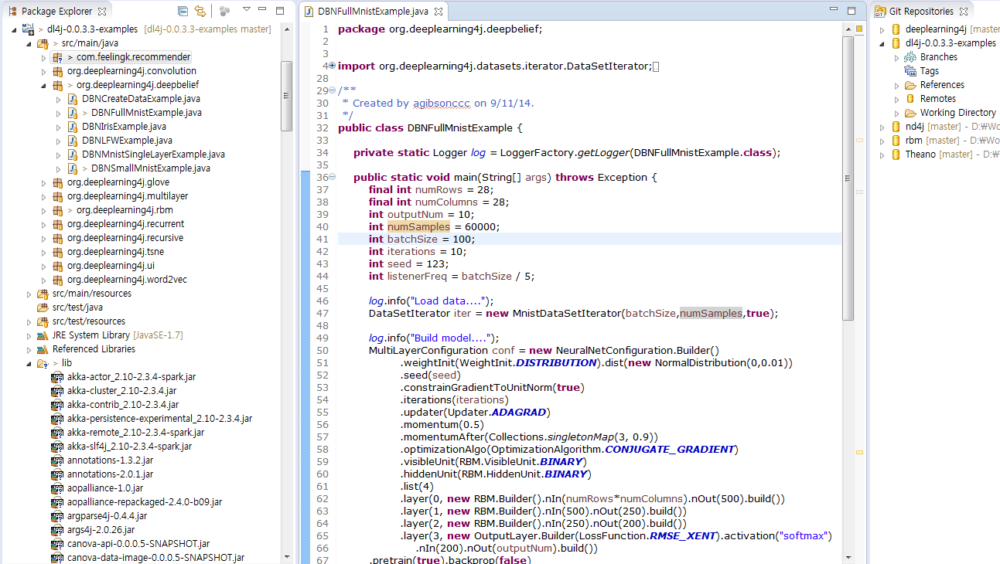 Package Explorer
> dl4j-0.0.3.3-examples [dl4j-0.0.3.3-examples master]
> src/main/java
> com.feelingk.recommender
org.deeplearning4j.convolution
> org.deeplearning4j.deepbelief
DBNCreateDataExample.java
> DBNFullMnistExample.java
DBNIrisExample.java
DBNLFWExample.java
DBNMnistSingleLayerExample.java
> DBNSmallMnistExample.java
org.deeplearning4j.glove
org.deeplearning4j.multilayer
> org.deeplearning4j.rbm
org.deeplearning4j.recurrent
org.deeplearning4j.recursive
org.deeplearning4j.tsne
org.deeplearning4j.ui
org.deeplearning4j.word2vec
src/main/resources
src/test/java
src/test/resources
JRE System Library [JavaSE-1.7]
Referenced Libraries
> lib
akka-actor_2.10-2.3.4-spark.jar
akka-cluster_2.10-2.3.4.jar
akka-contrib_2.10-2.3.4.jar
akka-persistence-experimental_2.10-2.3.4.jar
akka-remote_2.10-2.3.4-spark.jar
akka-slf4j_2.10-2.3.4-spark.jar
annotations-1.3.2.jar
annotations-2.0.1.jar
aopalliance-1.0.jar
aopalliance-repackaged-2.4.0-b09.jar
argparse4j-0.4.4.jar
args4j-2.0.26.jar
canova-api-0.0.0.5-SNAPSHOT.jar
canova-data-image-0.0.0.5-SNAPSHOT.jar
DBNFullMnistExample.java
1 package org.deeplearning4j.deepbelief;
2
3
4 import org.deeplearning4j.datasets.iterator.DataSetIterator;
28
29 /**
30 * Created by agibsonccc on 9/11/14.
31 */
32 public class DBNFullMnistExample {
33
34 private static Logger log = LoggerFactory.getLogger(DBNFullMnistExample.class);
35
36 public static void main(String[] args) throws Exception {
37 final int numRows = 28;
38 final int numColumns = 28;
39 int outputNum = 10;
40 int numSamples = 60000;
41 int batchSize = 100;
42 int iterations = 10;
43 int seed = 123;
44 int listenerFreq = batchSize / 5;
45
46 log.info("Load data....");
47 DataSetIterator iter = new MnistDataSetIterator(batchSize,numSamples,true);
48
49 log.info("Build model....");
50 MultiLayerConfiguration conf = new NeuralNetConfiguration.Builder()
51 .weightInit(WeightInit.DISTRIBUTION).dist(new NormalDistribution(0,0.01))
52 .seed(seed)
53 .constrainGradientToUnitNorm(true)
54 .iterations(iterations)
55 .updater(Updater.ADAGRAD)
56 .momentum(0.5)
57 .momentumAfter(Collections.singletonMap(3, 0.9))
58 .optimizationAlgo(OptimizationAlgorithm.CONJUGATE_GRADIENT)
59 .visibleUnit(RBM.VisibleUnit.BINARY)
60 .hiddenUnit(RBM.HiddenUnit.BINARY)
61 .list(4)
62 .layer(0, new RBM.Builder().nIn(numRows*numColumns).nOut(500).build())
63 .layer(1, new RBM.Builder().nIn(500).nOut(250).build())
64 .layer(2, new RBM.Builder().nIn(250).nOut(200).build())
65 .layer(3, new OutputLayer.Builder(LossFunction.RMSE_XENT).activation("softmax")
66 .nIn(200).nOut(outputNum).build())
67 .pretrain(true).backprop(false)
Git Repositories
deeplearning4j [master
dl4j-0.0.3.3-examples
Branches
Tags
References
Remotes
Working Directory
nd4j [master] - D:₩Wo
rbm [master] - D:₩Wo
Theano [master] - D:₩